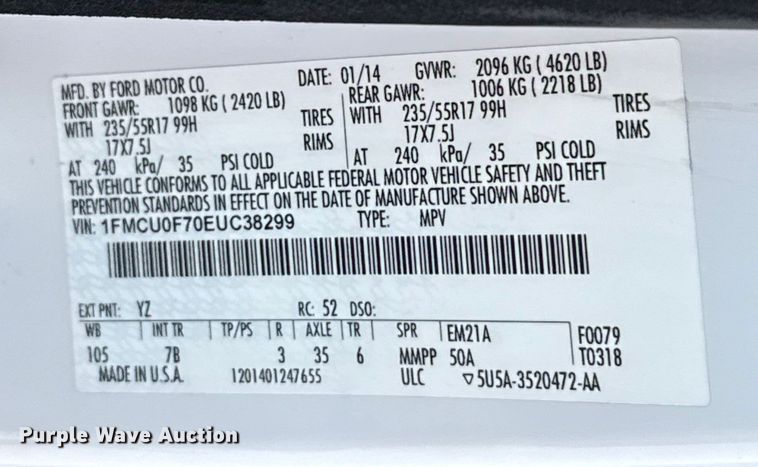 MFD. BY FORD MOTOR CO. DATE: 01/14 GVWR: 2096 KG ( 4620 LB)
FRONT GAWR: 1098 KG ( 2420 LB) REAR GAWR: 1006 KG ( 2218 LB)
WITH 235/55R17 99H TIRES WITH 235/55R17 99H TIRES
17X7.5J RIMS 17X7.5J RIMS
AT 240 kPa/ 35 PSI COLD AT 240 kPa/ 35 PSI COLD
THIS VEHICLE CONFORMS TO ALL APPLICABLE FEDERAL MOTOR VEHICLE SAFETY AND THEFT
PREVENTION STANDARDS IN EFFECT ON THE DATE OF MANUFACTURE SHOWN ABOVE.
VIN: 1FMCU0F70EUC38299 TYPE: MPV
EXT PNT: YZ RC: 52 DSO:
WB INT TR TP/PS R AXLE TR SPR EM21A F0079
105 7B 3 35 6 MMPP 50A T0318
MADE IN U.S.A. 1201401247655 ULC ▽5U5A-3520472-AA
Purple Wave Auction